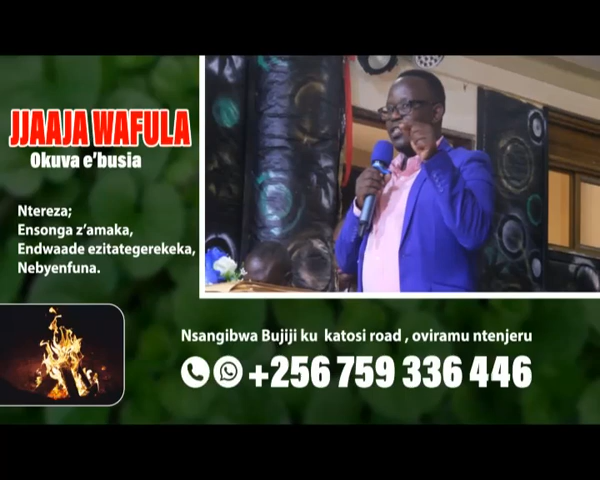 JJAAJA WAFULA
Okuva e'busia
Ntereza;
Ensonga z'amaka,
Endwaade ezitategerekeka,
Nebyenfuna.
Nsangibwa Bujiji ku katosi road , oviramu ntenjeru
+256 759 336 446